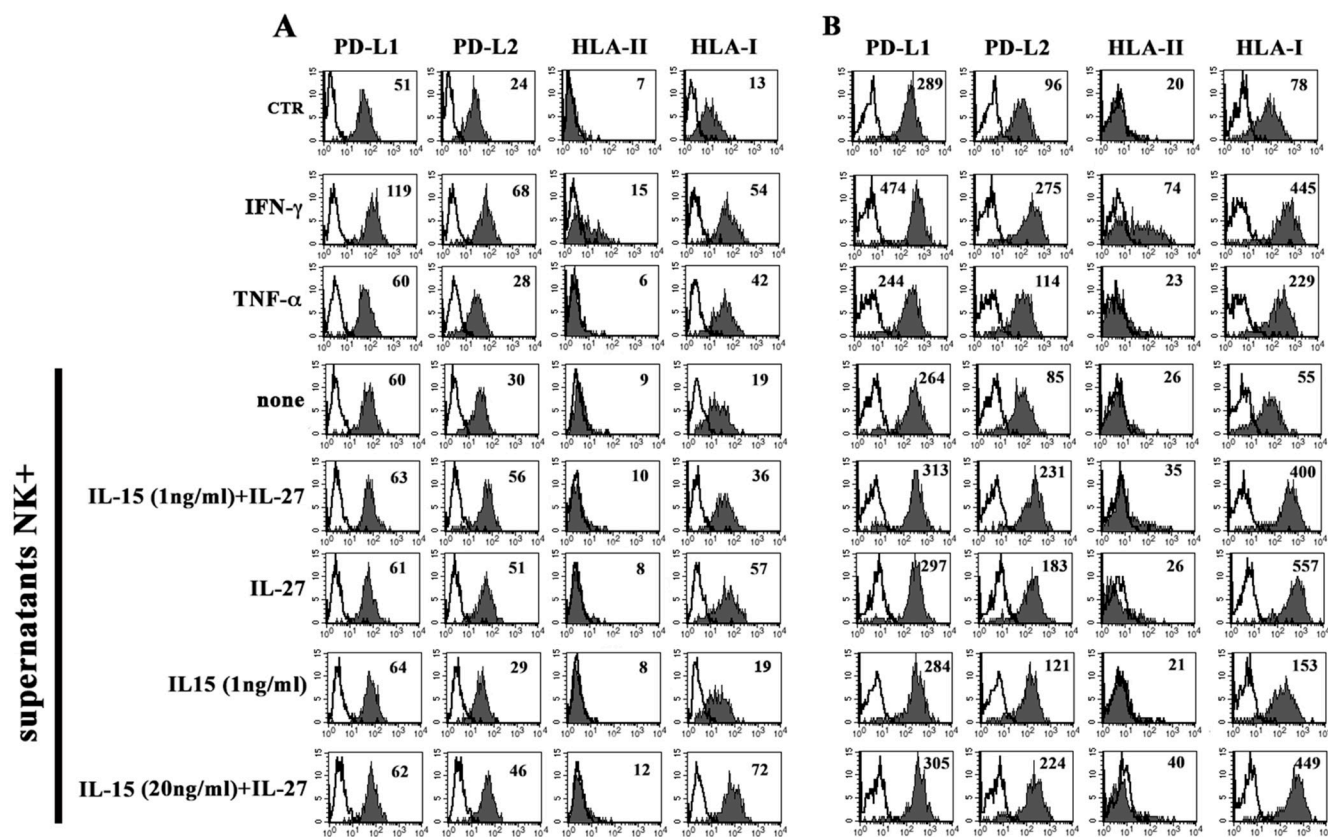 A B
PD-L1 PD-L2 HLA-II HLA-I PD-L1 PD-L2 HLA-II HLA-I
CTR 51 24 7 13 289 96 20 78
IFN-γ 119 68 15 54 474 275 74 445
TNF-α 60 28 6 42 244 114 23 229
supernatants NK+
none 60 30 9 19 264 85 26 55
IL-15 (1ng/ml)+IL-27 63 56 10 36 313 231 35 400
IL-27 61 51 8 57 297 183 26 557
IL15 (1ng/ml) 64 29 8 19 284 121 21 153
IL-15 (20ng/ml)+IL-27 62 46 12 72 305 224 40 449